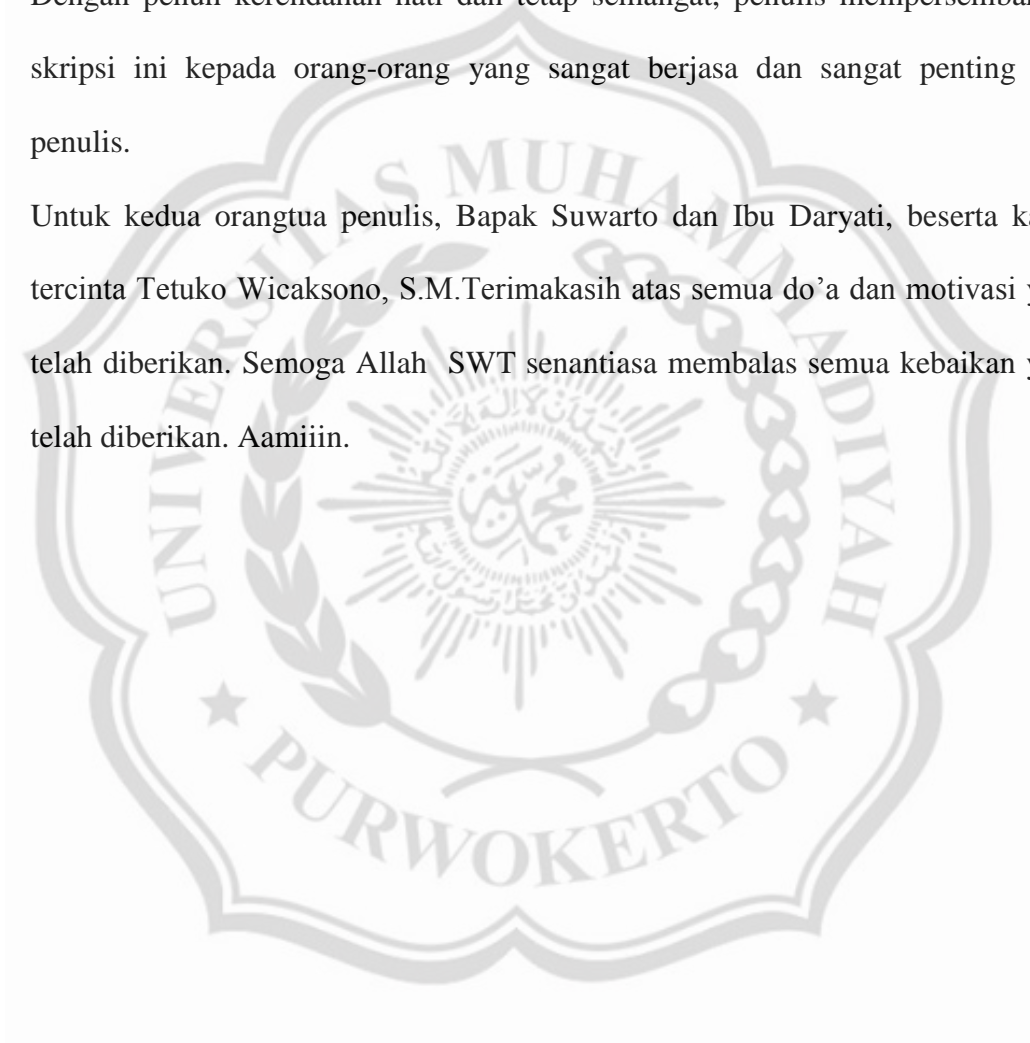 Dengan penuh kerendahan hati dan tetap semangat, penulis
skripsi ini kepada orang-orang yang sangat berjasa dan sangat penting
penulis.
Untuk kedua orangtua penulis, Bapak Suwarto dan Ibu Daryati, beserta
tercinta Tetuko Wicaksono, S.M.Terimakasih atas semua do’a dan motivasi
telah diberikan. Semoga Allah SWT senantiasa membalas semua kebaikan
telah diberikan. Aamiiin.
UNIVERSITAS MUHAMMADIYAH
PURWOKERTO